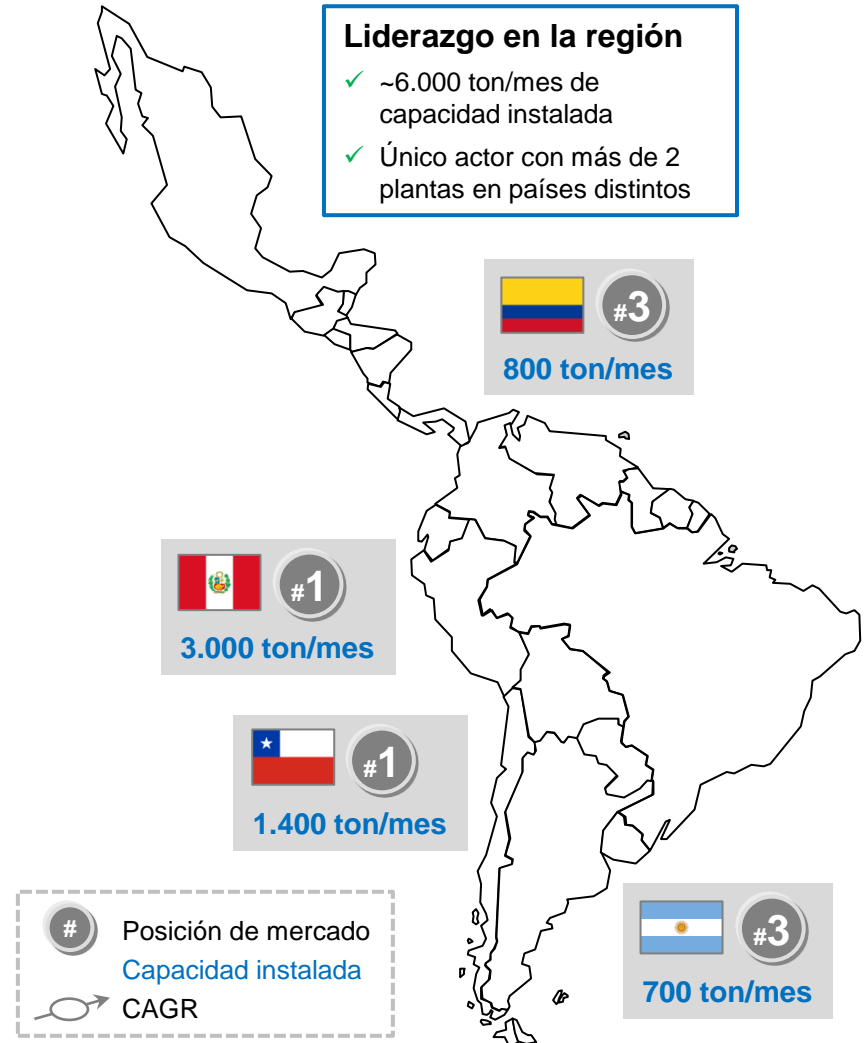 Liderazgo en la región
✓ ~6.000 ton/mes de
capacidad instalada
✓ Único actor con más de 2
plantas en países distintos
#3
800 ton/mes
#1
3.000 ton/mes
#1
1.400 ton/mes
#3
700 ton/mes
# Posición de mercado
Capacidad instalada
CAGR